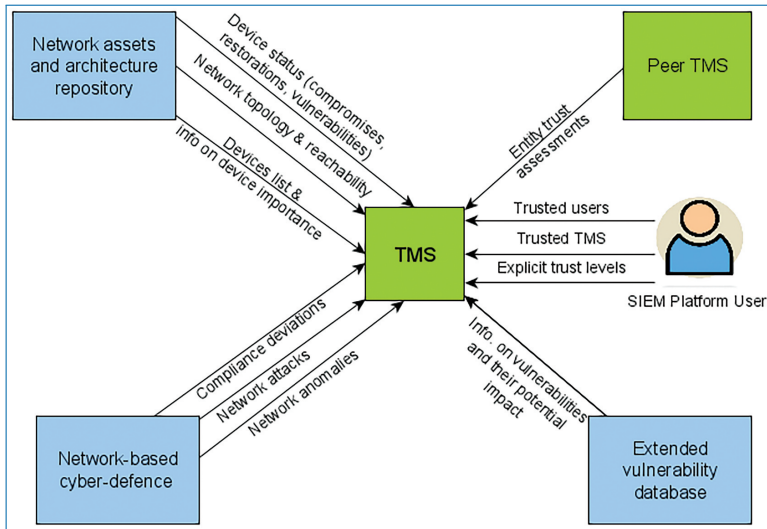 Network assets
and architecture
repository
Device status (compromises,
restorations, vulnerabilities)
Network topology & reachability
Devices list &
info on device importance
Peer TMS
Entity trust
assessments
Trusted users
Trusted TMS
Explicit trust levels
SIEM Platform User
TMS
Compliance deviations
Network attacks
Network anomalies
Info. on vulnerabilities
and their potential
impact
Network-based
cyber-defence
Extended
vulnerability
database